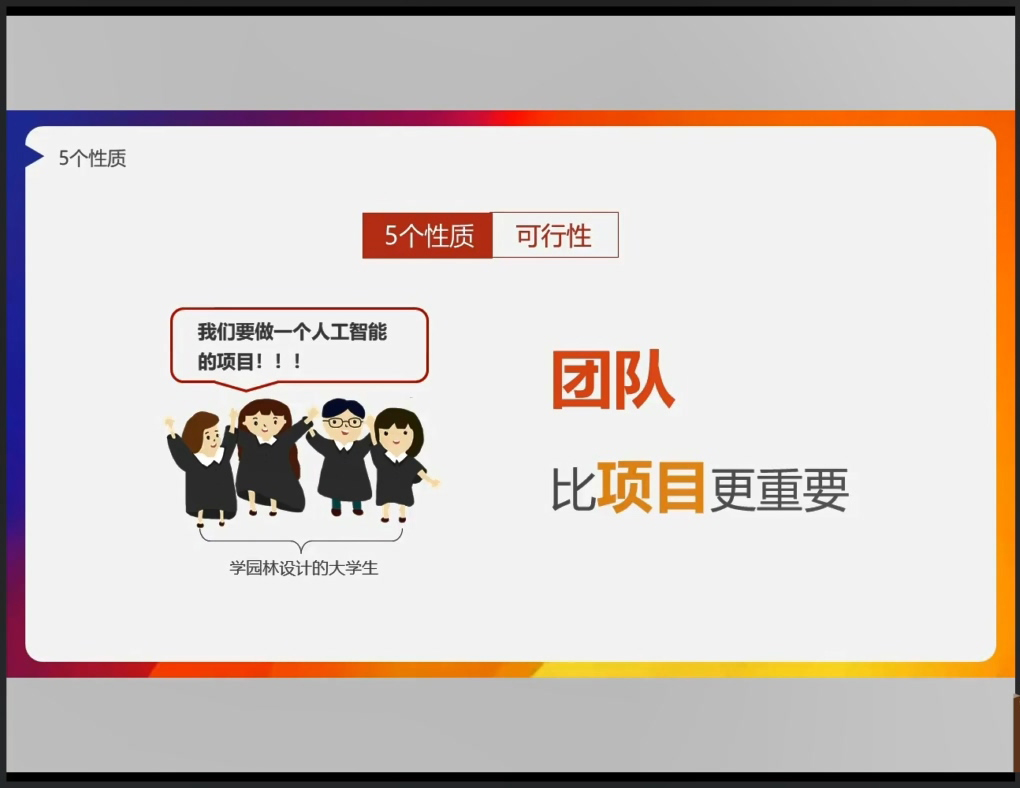 5个性质
5个性质 可行性
我们要做一个人工智能
的项目！！！
团队
比项目更重要
学园林设计的大学生